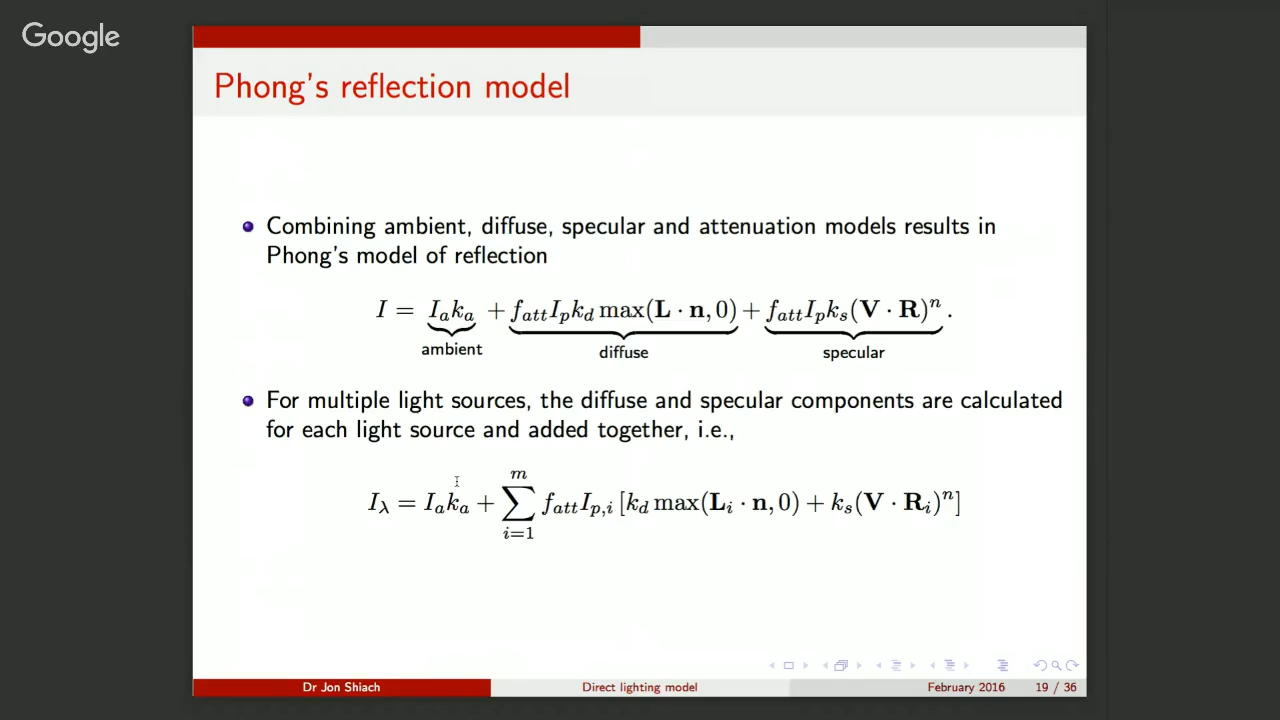 Google
Phong's reflection model
Combining ambient, diffuse, specular and attenuation models results in
Phong's model of reflection
I = I_a k_a + f_att I_p k_d max(L · n, 0) + f_att I_p k_s (V · R)^n .
ambient diffuse specular
For multiple light sources, the diffuse and specular components are calculated
for each light source and added together, i.e.,
I_λ = I_a k_a + ∑_{i=1}^{m} f_att I_{p,i} [k_d max(L_i · n, 0) + k_s (V · R_i)^n]
Dr Jon Shiach Direct lighting model February 2016 19 / 36